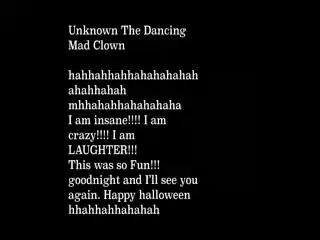 Unknown The Dancing
Mad Clown
hahhahhahhahahahahah
ahahhahah
mhhahahhahahahaha
I am insane!!!! I am
crazy!!!! I am
LAUGHTER!!!
This was so Fun!!!
goodnight and I'll see you
again. Happy halloween
hhahhahhahahah